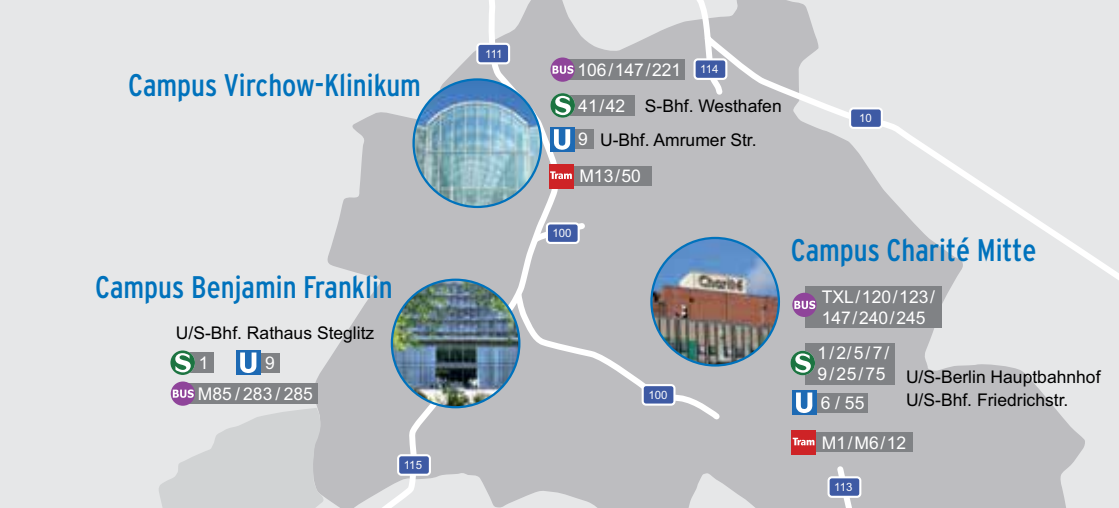 111
Campus Virchow-Klinikum
BUS 106/147/221
114
S 41/42 S-Bhf. Westhafen
10
U 9 U-Bhf. Amrumer Str.
Tram M13/50
100
Campus Charité Mitte
Charité
BUS TXL/120/123/
147/240/245
S 1/2/5/7/
9/25/75
U/S-Berlin Hauptbahnhof
U/S-Bhf. Friedrichstr.
U 6/55
Tram M1/M6/12
Campus Benjamin Franklin
U/S-Bhf. Rathaus Steglitz
S 1 U 9
BUS M85/283/285
100
115
113